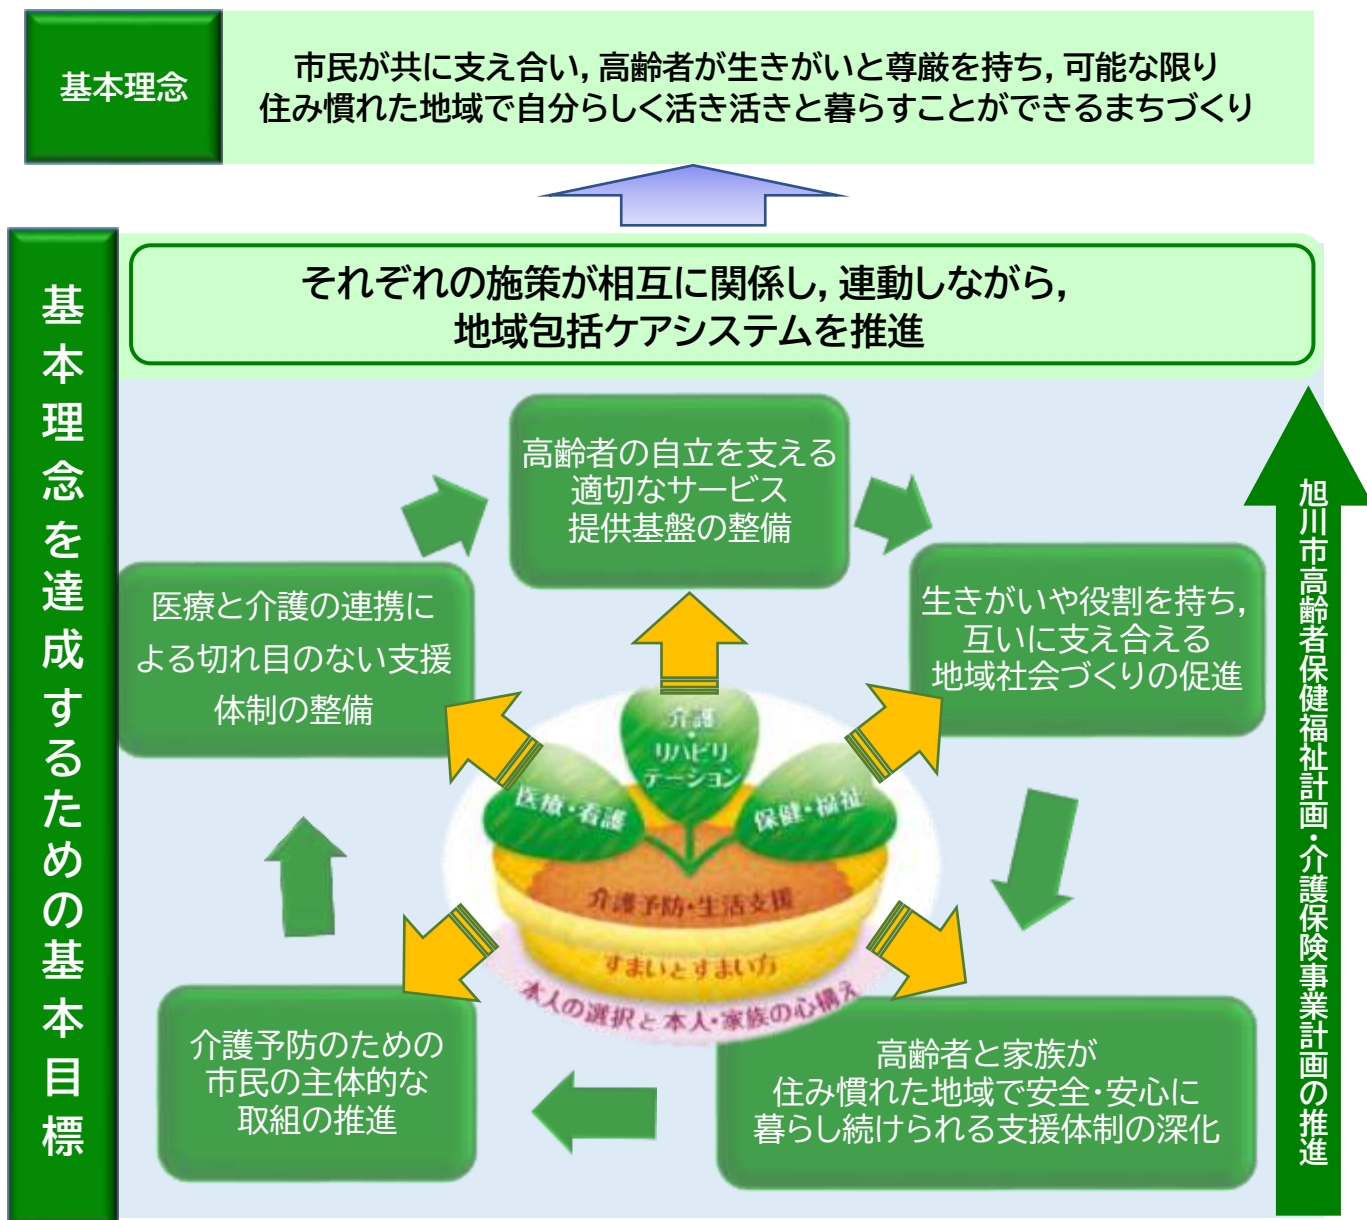 基本理念
市民が共に支え合い, 高齢者が生きがいと尊厳を持ち, 可能な限り
住み慣れた地域で自分らしく活き活きと暮らすことができるまちづくり
基本理念を達成するための基本目標
それぞれの施策が相互に関係し, 連動しながら,
地域包括ケアシステムを推進
高齢者の自立を支える
適切なサービス
提供基盤の整備
医療と介護の連携に
よる切れ目のない支援
体制の整備
生きがいや役割を持ち,
互いに支え合える
地域社会づくりの促進
介護
・
リハビリ
テーション
医療・看護
保健・福祉
介護予防・生活支援
すまいとすまい方
本人の選択と本人・家族の心構え
介護予防のための
市民の主体的な
取組の推進
高齢者と家族が
住み慣れた地域で安全・安心に
暮らし続けられる支援体制の深化
旭川市高齢者保健福祉計画・介護保険事業計画の推進